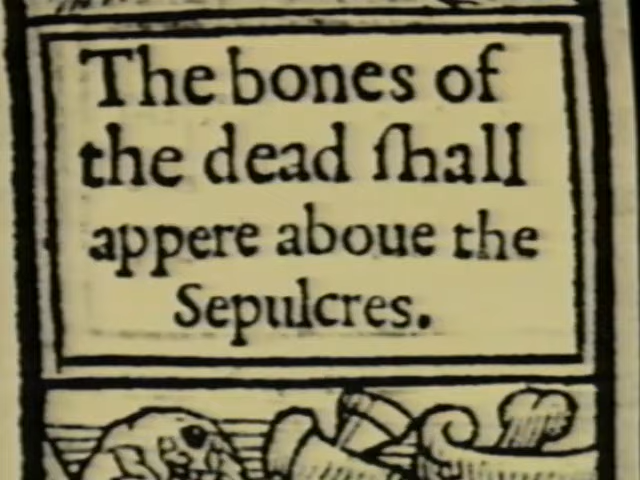 The bones of
the dead ſhall
appere aboue the
Sepulcres.